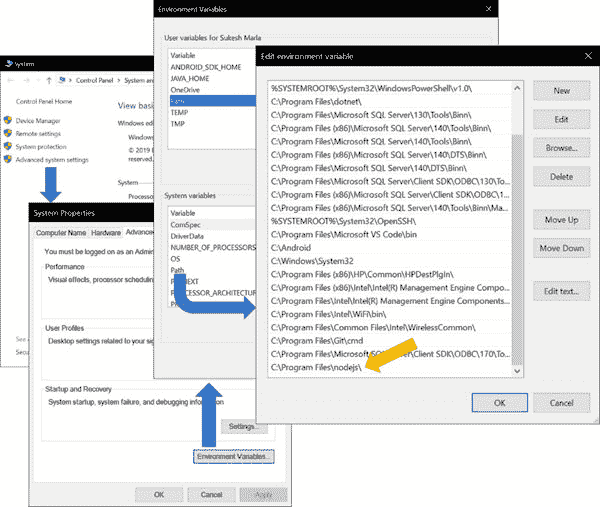 System
Control Panel
System an
Control Panel Home
Device Manager
Remote settings
System protection
Advanced system settings
View basi
Windows editi
Windows
© 2019
reserved.
System
Processor
See
Secu
System Properties
Computer Name
Hardware
Advanced
You must be logged on as an Admin
Performance
Visual effects, processor scheduling
User Profiles
Desktop settings related to your sig
Startup and Recovery
System startup, system failure, and debugging information
Settings...
Environment Variables...
OK
Cancel
Apply
Environment Variables
User variables for Sukesh Marla
Variable
ANDROID_SDK_HOME
JAVA_HOME
OneDrive
Path
TEMP
TMP
System variables
Variable
ComSpec
DriverData
NUMBER_OF_PROCESSORS
OS
Path
PROCESSOR_ARCHITECTU
Edit environment variable
%SYSTEMROOT%\System32\WindowsPowerShell\v1.0\
C:\Program Files\dotnet\
C:\Program Files\Microsoft SQL Server\130\Tools\Binn\
C:\Program Files (x86)\Microsoft SQL Server\140\Tools\Binn\
C:\Program Files\Microsoft SQL Server\140\Tools\Binn\
C:\Program Files (x86)\Microsoft SQL Server\140\DTS\Binn\
C:\Program Files\Microsoft SQL Server\140\DTS\Binn\
C:\Program Files\Microsoft SQL Server\Client SDK\ODBC\130\To...
C:\Program Files (x86)\Microsoft SQL Server\Client SDK\ODBC\1...
C:\Program Files (x86)\Microsoft SQL Server\140\Tools\Binn\Ma...
%SYSTEMROOT%\System32\OpenSSH\
C:\Program Files\Microsoft VS Code\bin
C:\Android
C:\Windows\System32
C:\Program Files (x86)\HP\Common\HPDestPlgIn\
C:\Program Files (x86)\Intel\Intel(R) Management Engine Compo...
C:\Program Files\Intel\Intel(R) Management Engine Components...
C:\Program Files\Intel\WiFi\bin\
C:\Program Files\Common Files\Intel\WirelessCommon\
C:\Program Files\Git\cmd
C:\Program Files\Microsoft SQL Server\Client SDK\ODBC\170\To...
C:\Program Files\nodejs\
New
Edit
Browse...
Delete
Move Up
Move Down
Edit text...
OK
Cancel